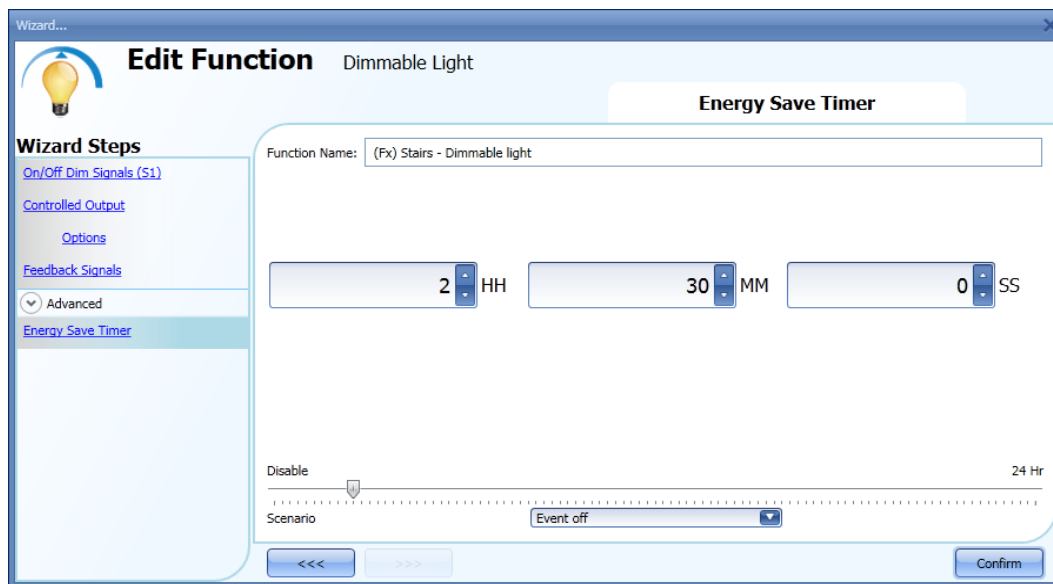 Wizard...
Edit Function Dimmable Light
Energy Save Timer
Wizard Steps
On/Off Dim Signals (S1)
Controlled Output
Options
Feedback Signals
Advanced
Energy Save Timer
Function Name: (Fx) Stairs - Dimmable light
2 HH 30 MM 0 SS
Disable 24 Hr
Scenario Event off
<<< >>> Confirm